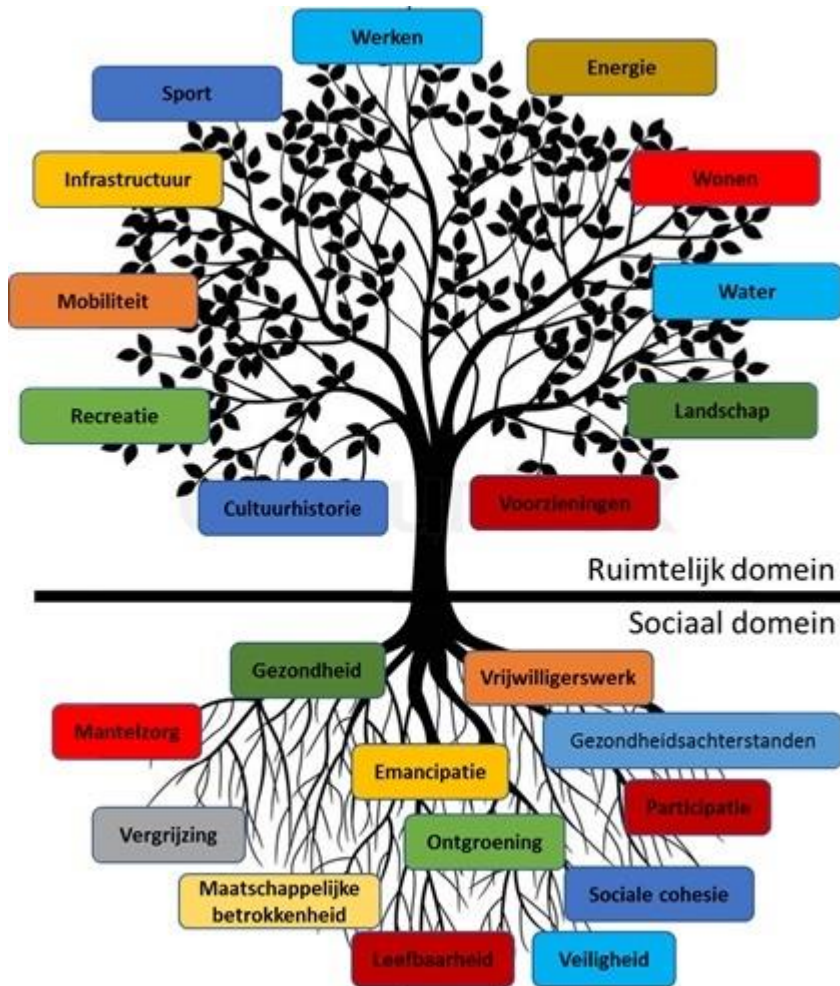 Werken
Energie
Sport
Infrastructuur
Wonen
Mobiliteit
Water
Recreatie
Landschap
Cultuurhistorie
Voorzieningen
Ruimtelijk domein
Sociaal domein
Gezondheid
Vrijwilligerswerk
Mantelzorg
Gezondheidsachterstanden
Emancipatie
Participatie
Vergrijzing
Ontgroening
Maatschappelijke
betrokkenheid
Sociale cohesie
Leefbaarheid
Veiligheid